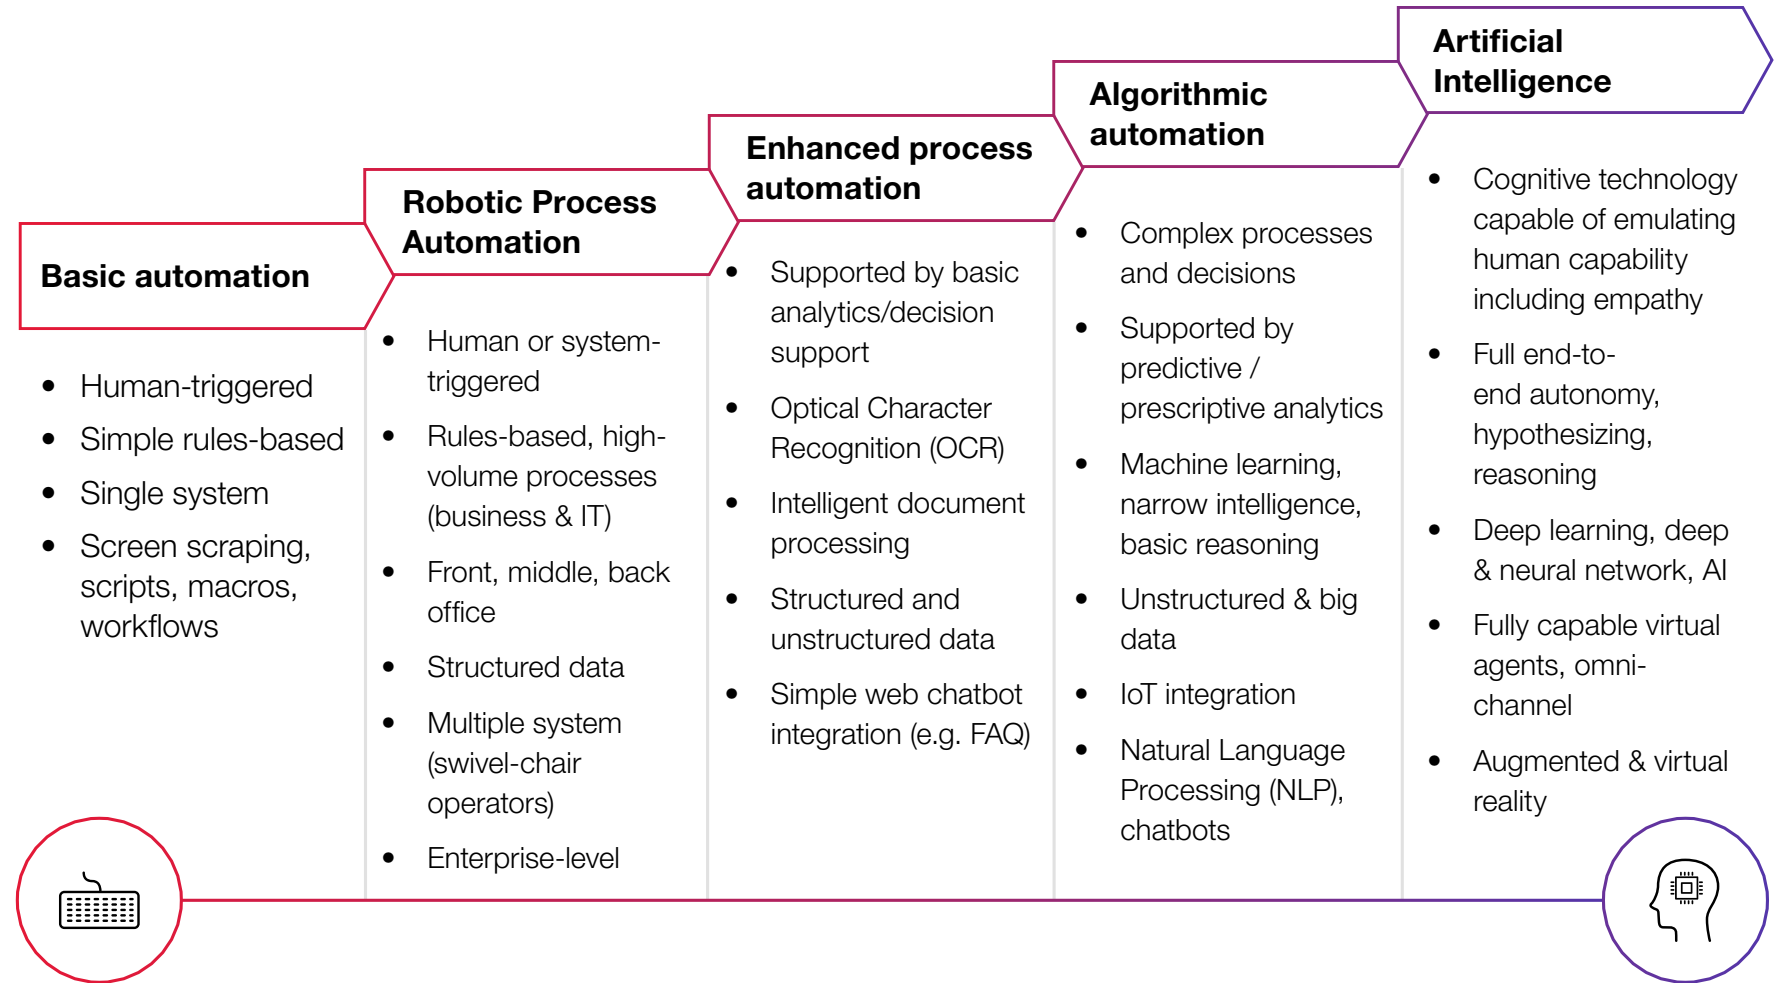 Basic automation
• Human-triggered
• Simple rules-based
• Single system
• Screen scraping,
scripts, macros,
workflows
Robotic Process
Automation
• Human or system-
triggered
• Rules-based, high-
volume processes
(business & IT)
• Front, middle, back
office
• Structured data
• Multiple system
(swivel-chair
operators)
• Enterprise-level
Enhanced process
automation
• Supported by basic
analytics/decision
support
• Optical Character
Recognition (OCR)
• Intelligent document
processing
• Structured and
unstructured data
• Simple web chatbot
integration (e.g. FAQ)
Algorithmic
automation
• Complex processes
and decisions
• Supported by
predictive /
prescriptive analytics
• Machine learning,
narrow intelligence,
basic reasoning
• Unstructured & big
data
• IoT integration
• Natural Language
Processing (NLP),
chatbots
Artificial
Intelligence
• Cognitive technology
capable of emulating
human capability
including empathy
• Full end-to-
end autonomy,
hypothesizing,
reasoning
• Deep learning, deep
& neural network, AI
• Fully capable virtual
agents, omni-
channel
• Augmented & virtual
reality